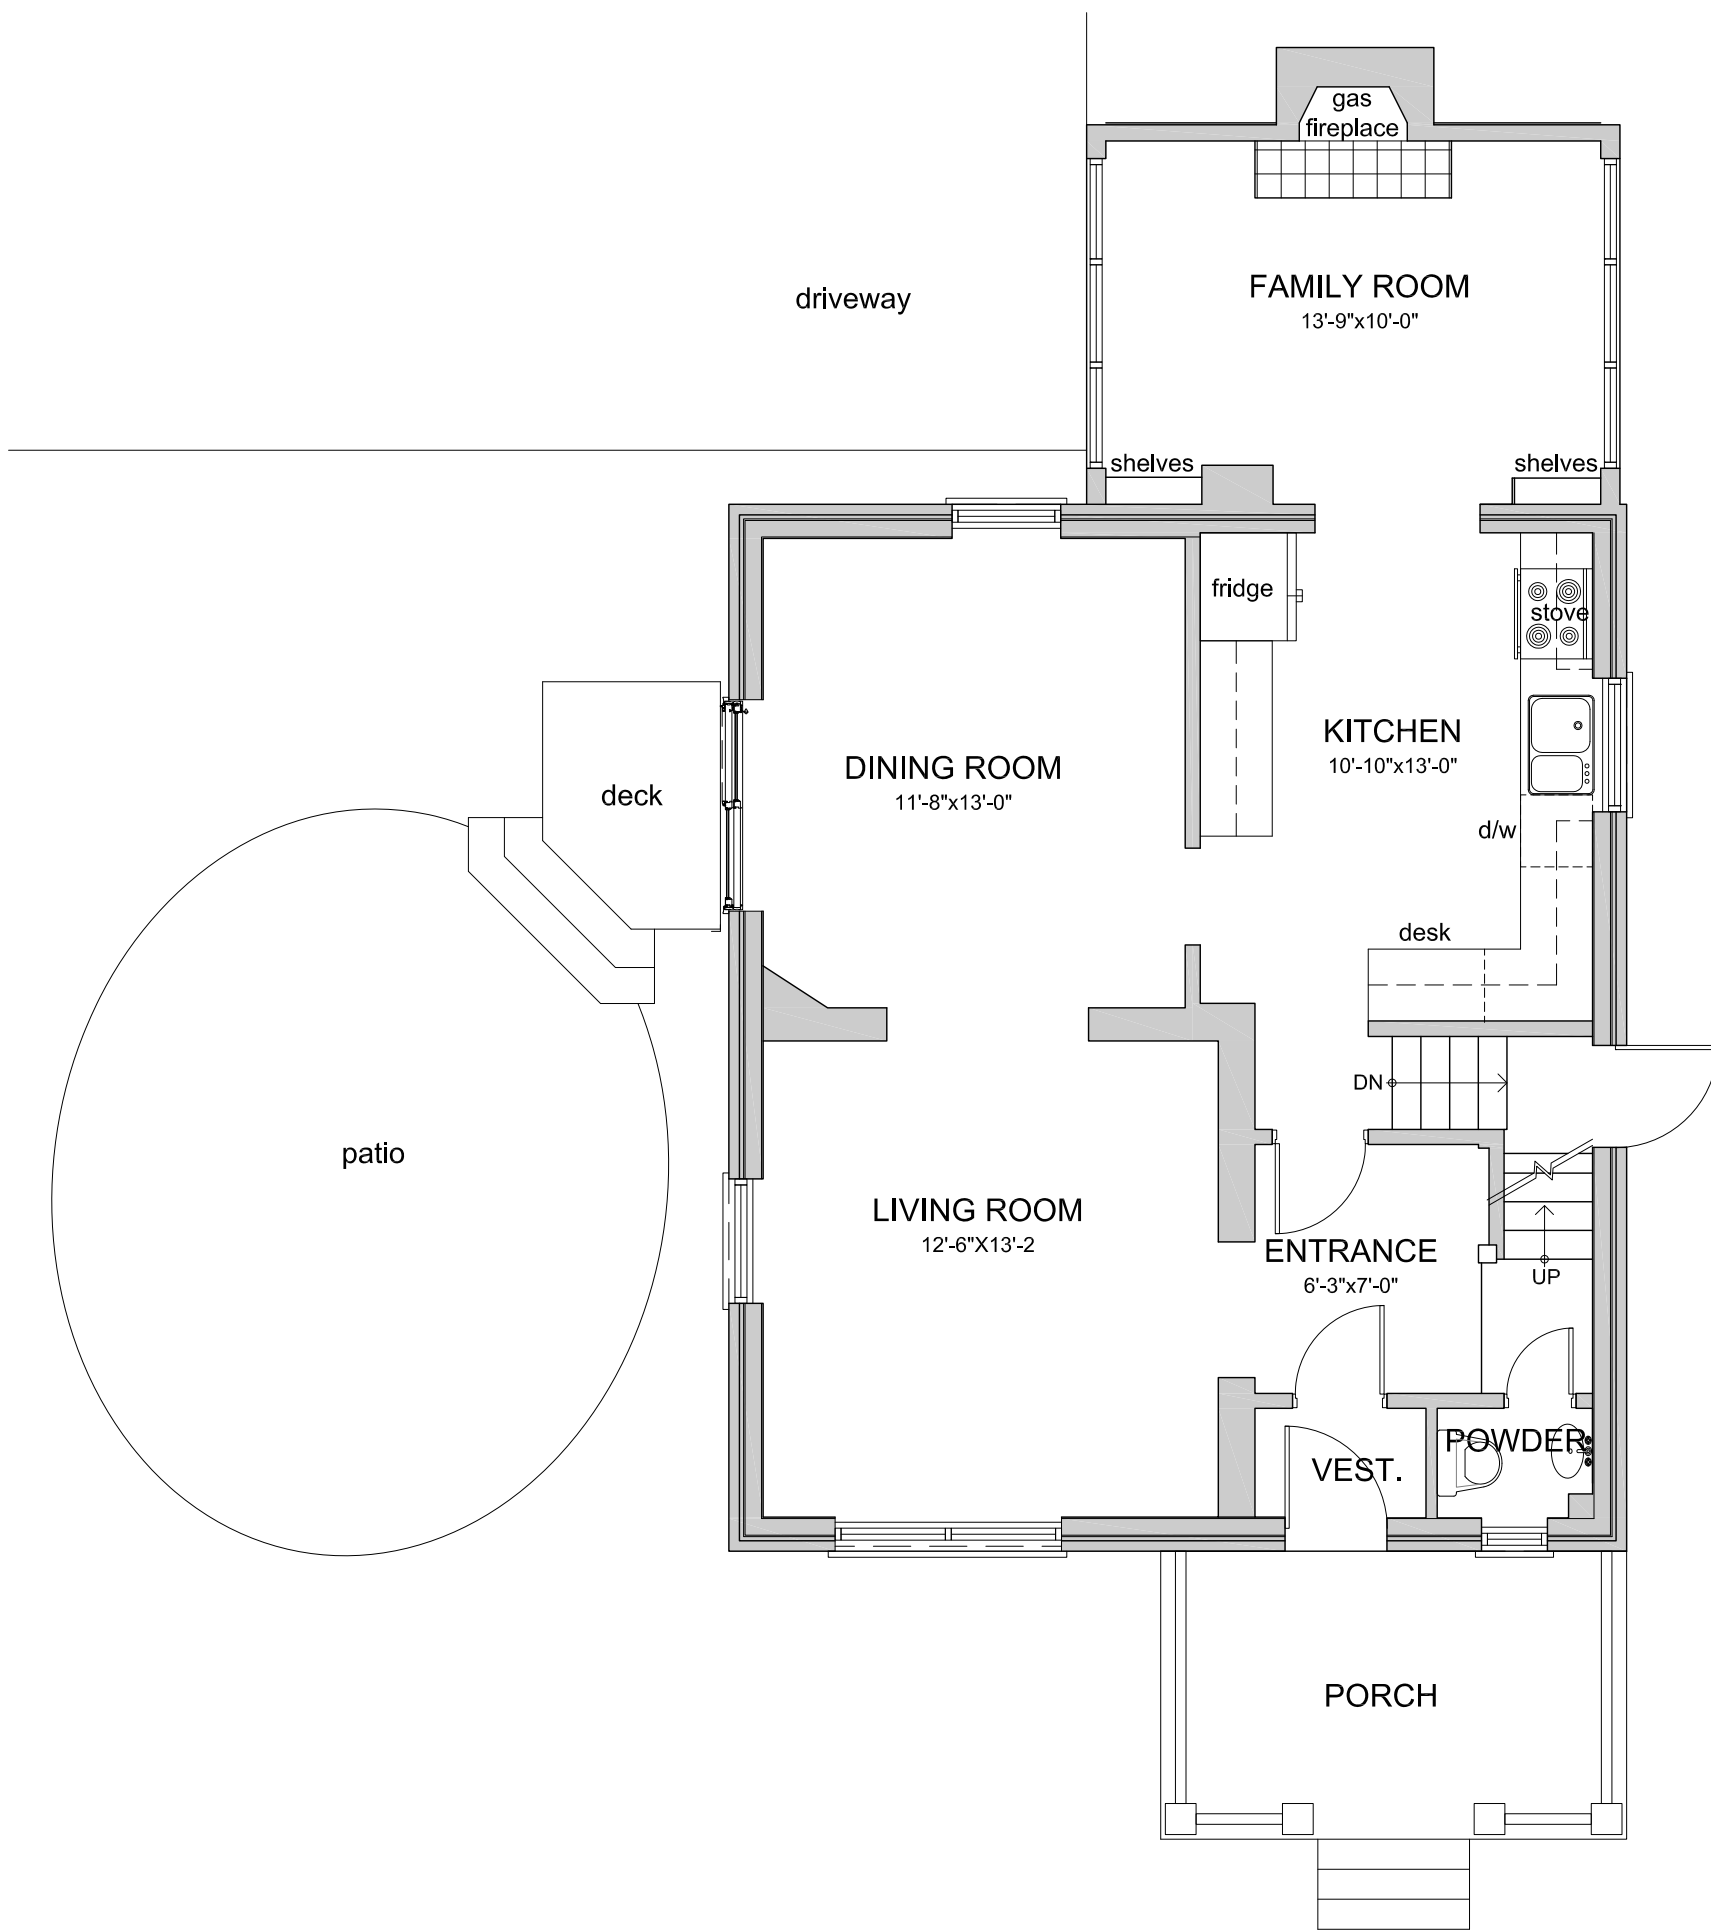 gas
fireplace
FAMILY ROOM
13'-9"x10'-0"
driveway
shelves
shelves
fridge
stove
KITCHEN
10'-10"x13'-0"
DINING ROOM
11'-8"x13'-0"
deck
d/w
desk
DN
patio
LIVING ROOM
12'-6"X13'-2
ENTRANCE
6'-3"x7'-0"
UP
POWDER
VEST.
PORCH